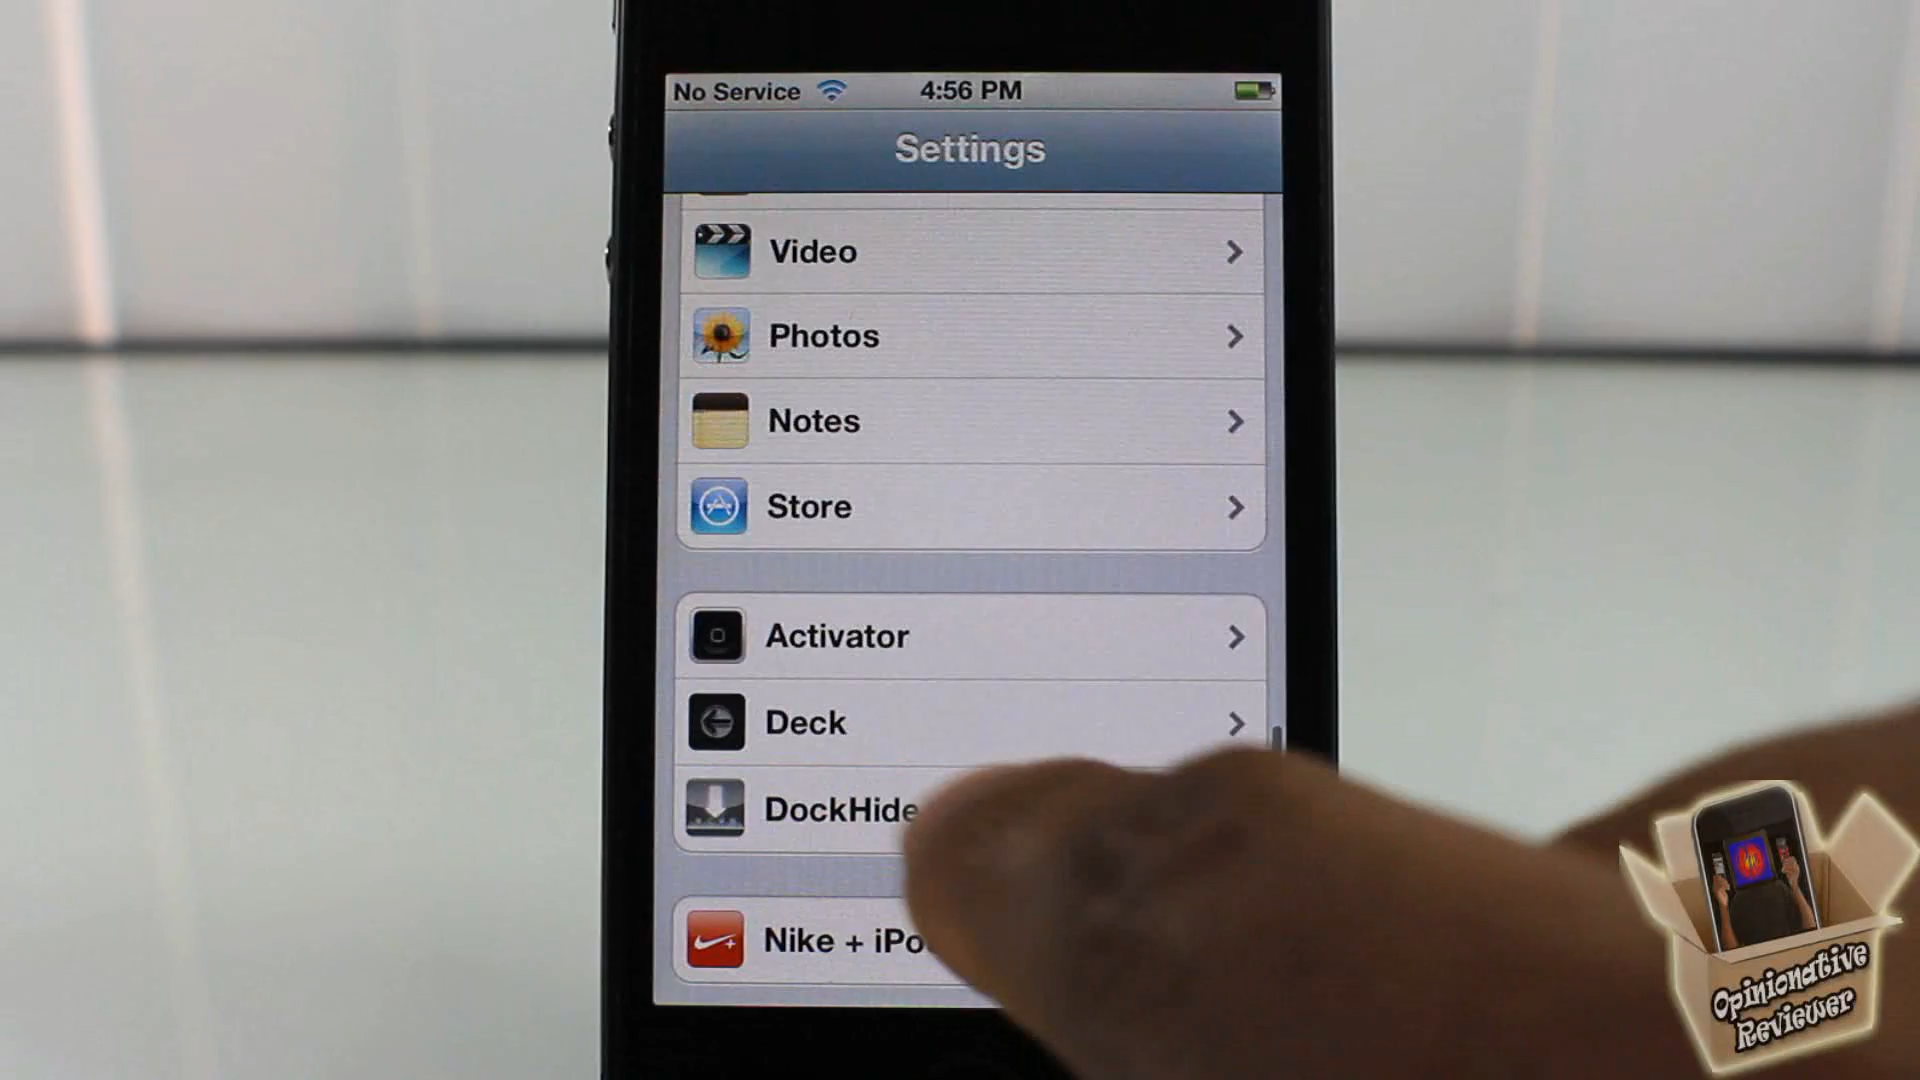 No Service 4:56 PM
Settings
Video
Photos
Notes
Store
Activator
Deck
DockHide
Nike + iPo
Opinionative
Reviewer